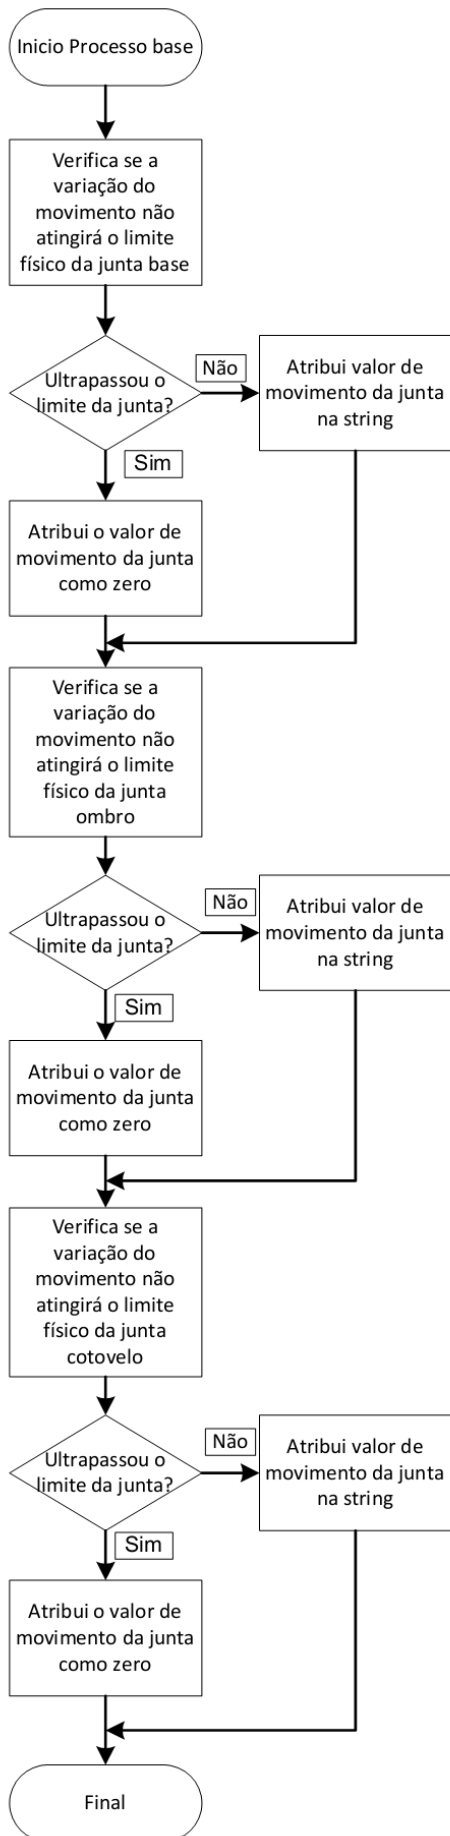 Inicio Processo base
Verifica se a
variação do
movimento não
atingirá o limite
físico da junta base
Ultrapassou o
limite da junta?
Não
Atribui valor de
movimento da junta
na string
Sim
Atribui o valor de
movimento da junta
como zero
Verifica se a
variação do
movimento não
atingirá o limite
físico da junta
ombro
Ultrapassou o
limite da junta?
Não
Atribui valor de
movimento da junta
na string
Sim
Atribui o valor de
movimento da junta
como zero
Verifica se a
variação do
movimento não
atingirá o limite
físico da junta
cotovelo
Ultrapassou o
limite da junta?
Não
Atribui valor de
movimento da junta
na string
Sim
Atribui o valor de
movimento da junta
como zero
Final